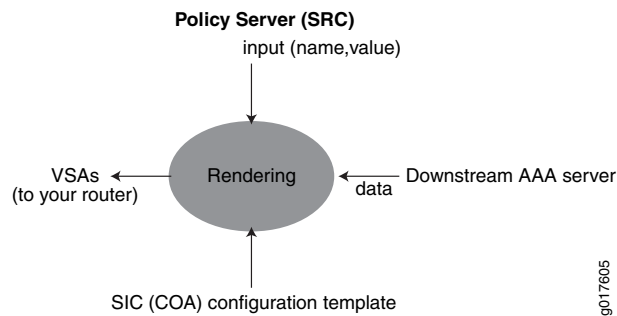 Policy Server (SRC)
input (name,value)
VSAs
(to your router)
Rendering
data
Downstream AAA server
SIC (COA) configuration template
g017605